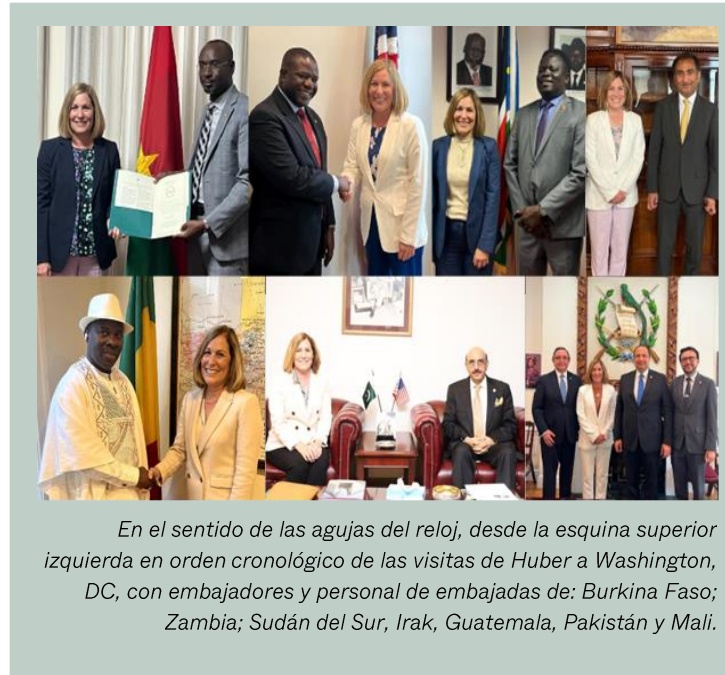 En el sentido de las agujas del reloj, desde la esquina superior
izquierda en orden cronológico de las visitas de Huber a Washington,
DC, con embajadores y personal de embajadas de: Burkina Faso;
Zambia; Sudán del Sur, Irak, Guatemala, Pakistán y Mali.